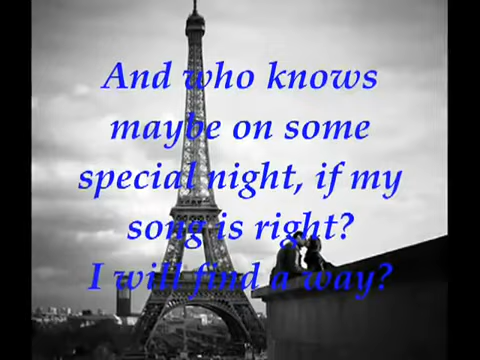 And who knows
maybe on some
special night, if my
song is right?
I will find a way?